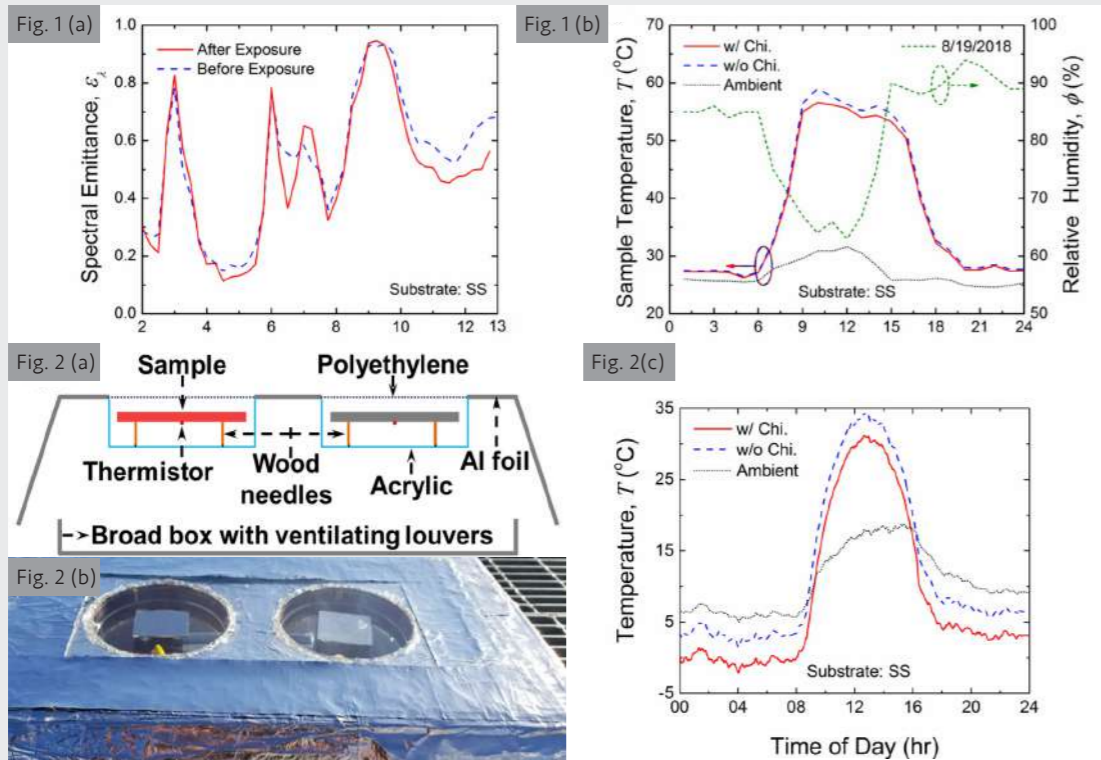 Fig. 1 (a)
After Exposure
Before Exposure
Spectral Emittance, ε_λ
1.0
0.8
0.6
0.4
0.2
0.0
Substrate: SS
2 4 6 8 10 13
Fig. 1 (b)
w/ Chi.
w/o Chi.
Ambient
8/19/2018
Sample Temperature, T (°C)
70
60
50
40
30
20
Relative Humidity, ϕ (%)
100
90
80
70
60
50
Substrate: SS
0 3 6 9 12 15 18 21 24
Fig. 2 (a)
Sample
Polyethylene
Thermistor
Wood
needles
Acrylic
Al foil
Broad box with ventilating louvers
Fig. 2 (b)
Fig. 2(c)
w/ Chi.
w/o Chi.
Ambient
Temperature, T (°C)
35
25
15
5
-5
Substrate: SS
00 04 08 12 16 20 24
Time of Day (hr)